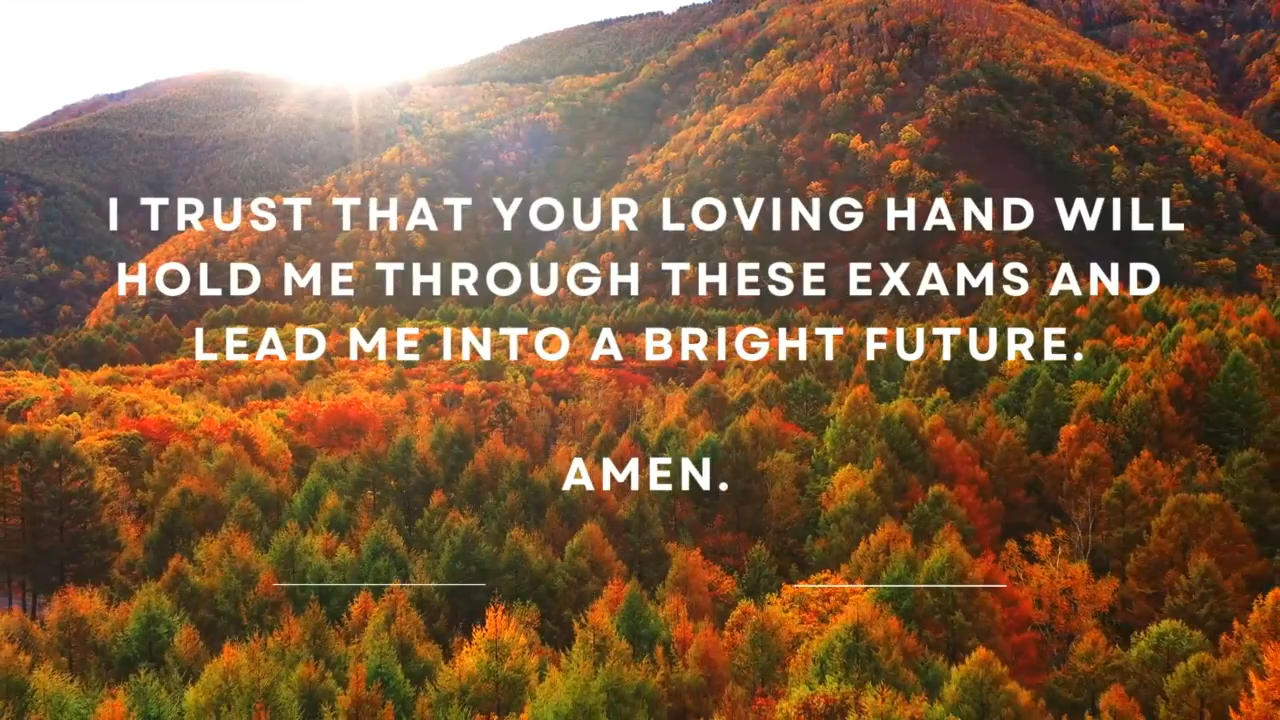 I TRUST THAT YOUR LOVING HAND WILL
HOLD ME THROUGH THESE EXAMS AND
LEAD ME INTO A BRIGHT FUTURE.
AMEN.